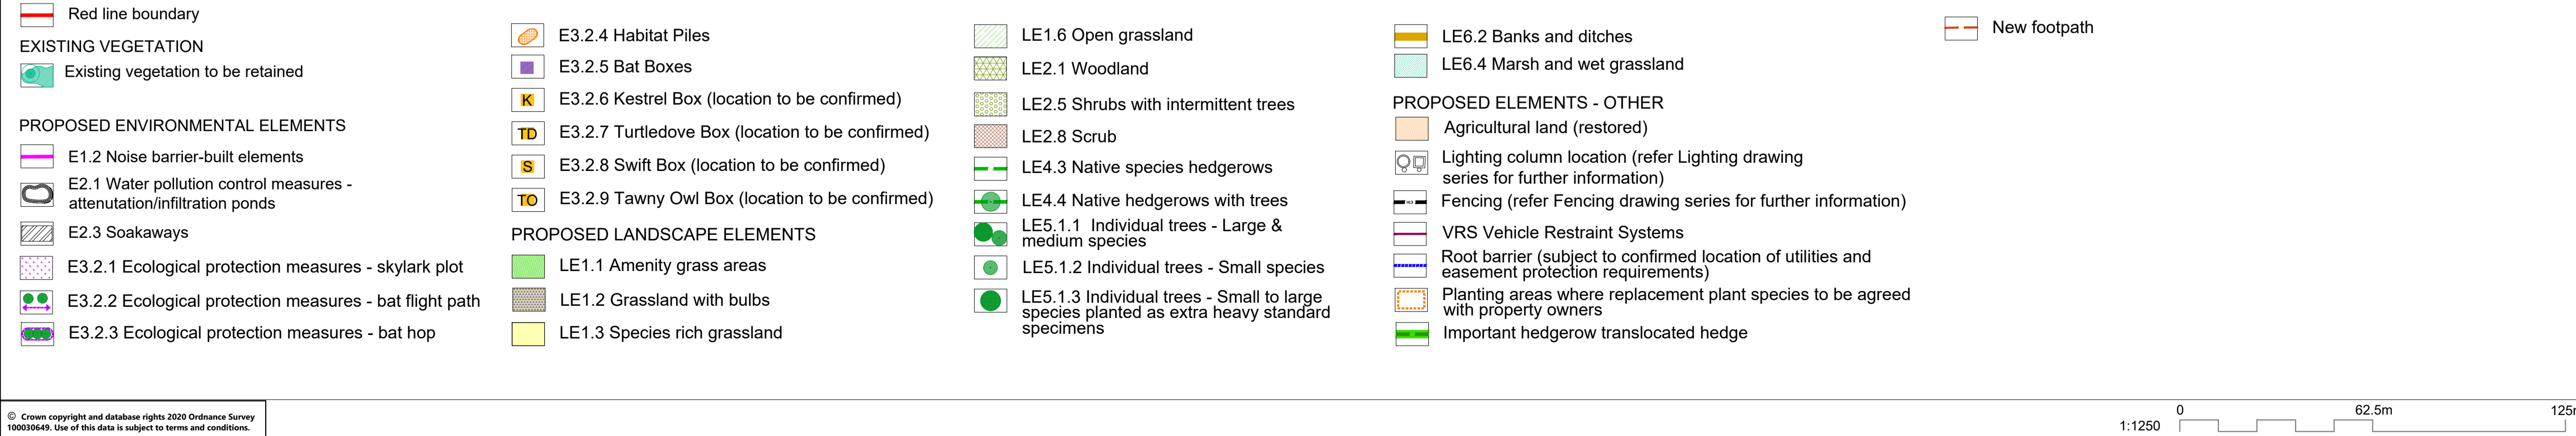 Red line boundary
EXISTING VEGETATION
Existing vegetation to be retained
PROPOSED ENVIRONMENTAL ELEMENTS
E1.2 Noise barrier-built elements
E2.1 Water pollution control measures -
attenutation/infiltration ponds
E2.3 Soakaways
E3.2.1 Ecological protection measures - skylark plot
E3.2.2 Ecological protection measures - bat flight path
E3.2.3 Ecological protection measures - bat hop
E3.2.4 Habitat Piles
E3.2.5 Bat Boxes
K E3.2.6 Kestrel Box (location to be confirmed)
TD E3.2.7 Turtledove Box (location to be confirmed)
S E3.2.8 Swift Box (location to be confirmed)
TO E3.2.9 Tawny Owl Box (location to be confirmed)
PROPOSED LANDSCAPE ELEMENTS
LE1.1 Amenity grass areas
LE1.2 Grassland with bulbs
LE1.3 Species rich grassland
LE1.6 Open grassland
LE2.1 Woodland
LE2.5 Shrubs with intermittent trees
LE2.8 Scrub
LE4.3 Native species hedgerows
LE4.4 Native hedgerows with trees
LE5.1.1 Individual trees - Large &
medium species
LE5.1.2 Individual trees - Small species
LE5.1.3 Individual trees - Small to large
species planted as extra heavy standard
specimens
LE6.2 Banks and ditches
LE6.4 Marsh and wet grassland
PROPOSED ELEMENTS - OTHER
Agricultural land (restored)
Lighting column location (refer Lighting drawing
series for further information)
Fencing (refer Fencing drawing series for further information)
VRS Vehicle Restraint Systems
Root barrier (subject to confirmed location of utilities and
easement protection requirements)
Planting areas where replacement plant species to be agreed
with property owners
Important hedgerow translocated hedge
New footpath
© Crown copyright and database rights 2020 Ordnance Survey
100030649. Use of this data is subject to terms and conditions.
0 62.5m 125m
1:1250